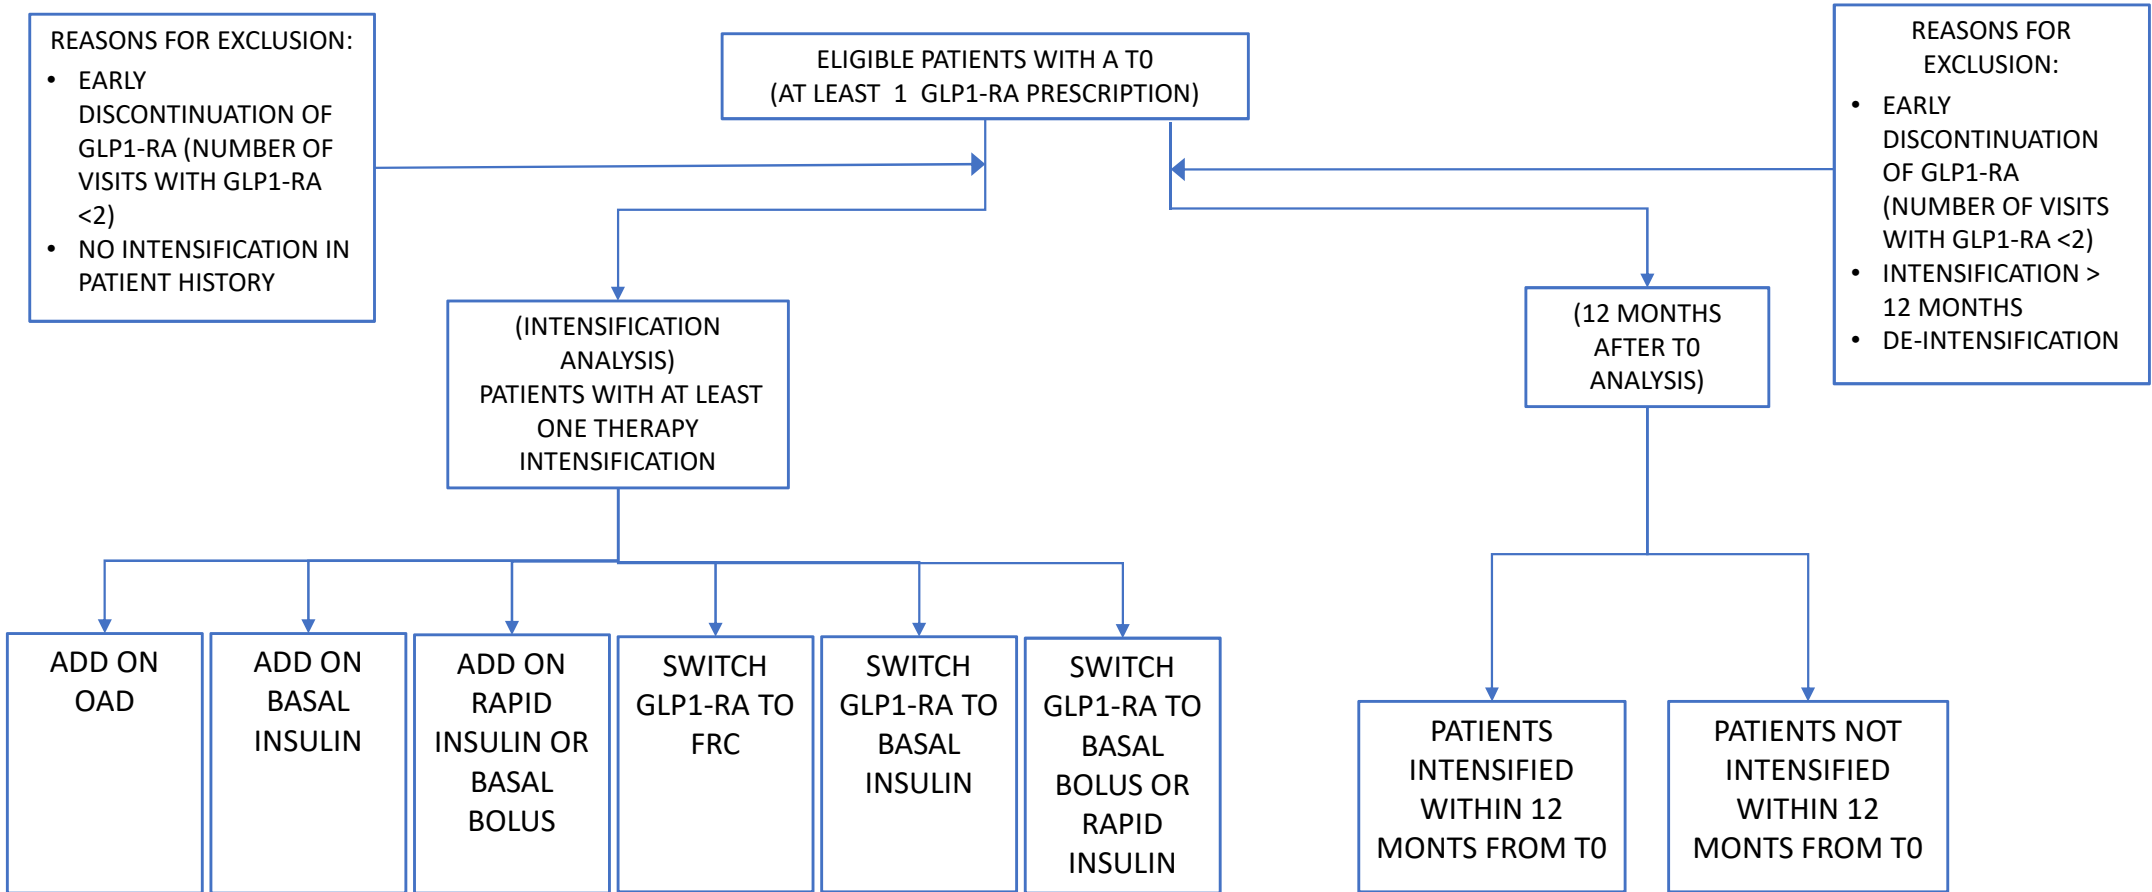 REASONS FOR EXCLUSION:
• EARLY
DISCONTINUATION OF
GLP1-RA (NUMBER OF
VISITS WITH GLP1-RA
<2)
• NO INTENSIFICATION IN
PATIENT HISTORY
ELIGIBLE PATIENTS WITH A T0
(AT LEAST 1 GLP1-RA PRESCRIPTION)
REASONS FOR
EXCLUSION:
• EARLY
DISCONTINUATION
OF GLP1-RA
(NUMBER OF VISITS
WITH GLP1-RA <2)
• INTENSIFICATION >
12 MONTHS
• DE-INTENSIFICATION
(INTENSIFICATION
ANALYSIS)
PATIENTS WITH AT LEAST
ONE THERAPY
INTENSIFICATION
(12 MONTHS
AFTER T0
ANALYSIS)
ADD ON
OAD
ADD ON
BASAL
INSULIN
ADD ON
RAPID
INSULIN OR
BASAL
BOLUS
SWITCH
GLP1-RA TO
FRC
SWITCH
GLP1-RA TO
BASAL
INSULIN
SWITCH
GLP1-RA TO
BASAL
BOLUS OR
RAPID
INSULIN
PATIENTS
INTENSIFIED
WITHIN 12
MONTS FROM T0
PATIENTS NOT
INTENSIFIED
WITHIN 12
MONTS FROM T0